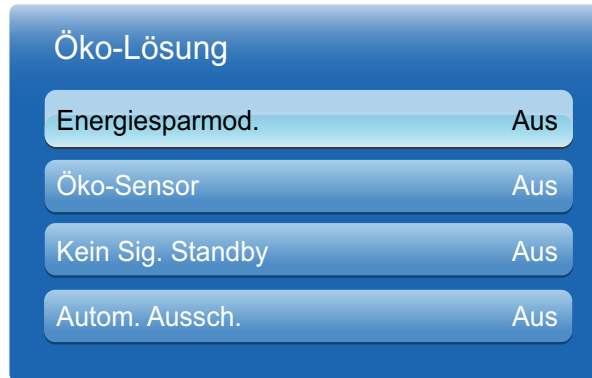 Öko-Lösung
Energiesparmod. Aus
Öko-Sensor Aus
Kein Sig. Standby Aus
Autom. Aussch. Aus